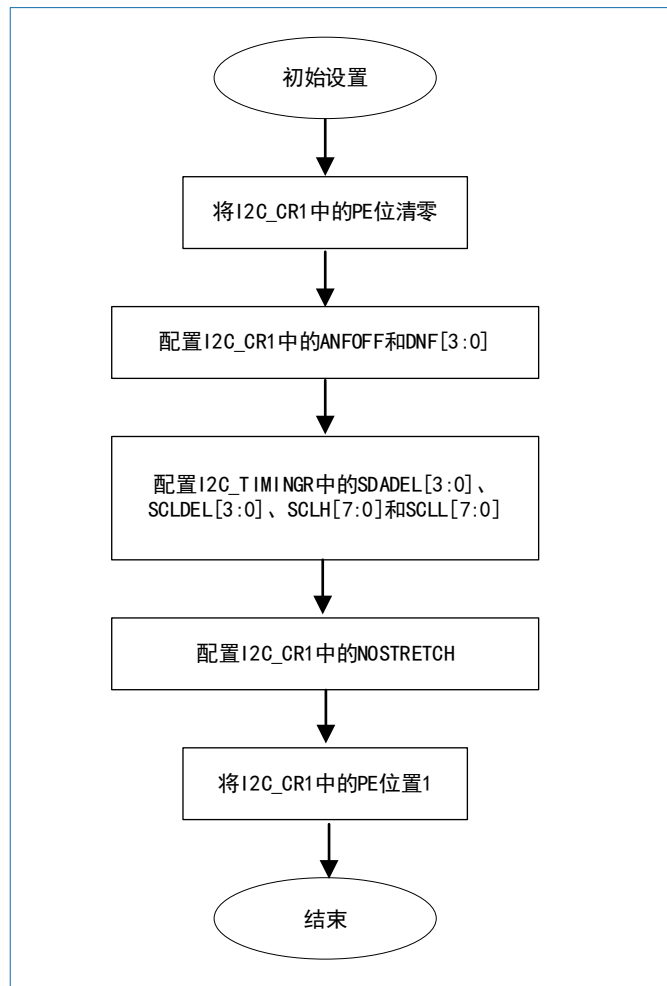 初始设置
将I2C_CR1中的PE位清零
配置I2C_CR1中的ANFOFF和DNF[3:0]
配置I2C_TIMINGR中的SDADEL[3:0]、
SCLDEL[3:0]、SCLH[7:0]和SCLL[7:0]
配置I2C_CR1中的NOSTRETCH
将I2C_CR1中的PE位置1
结束